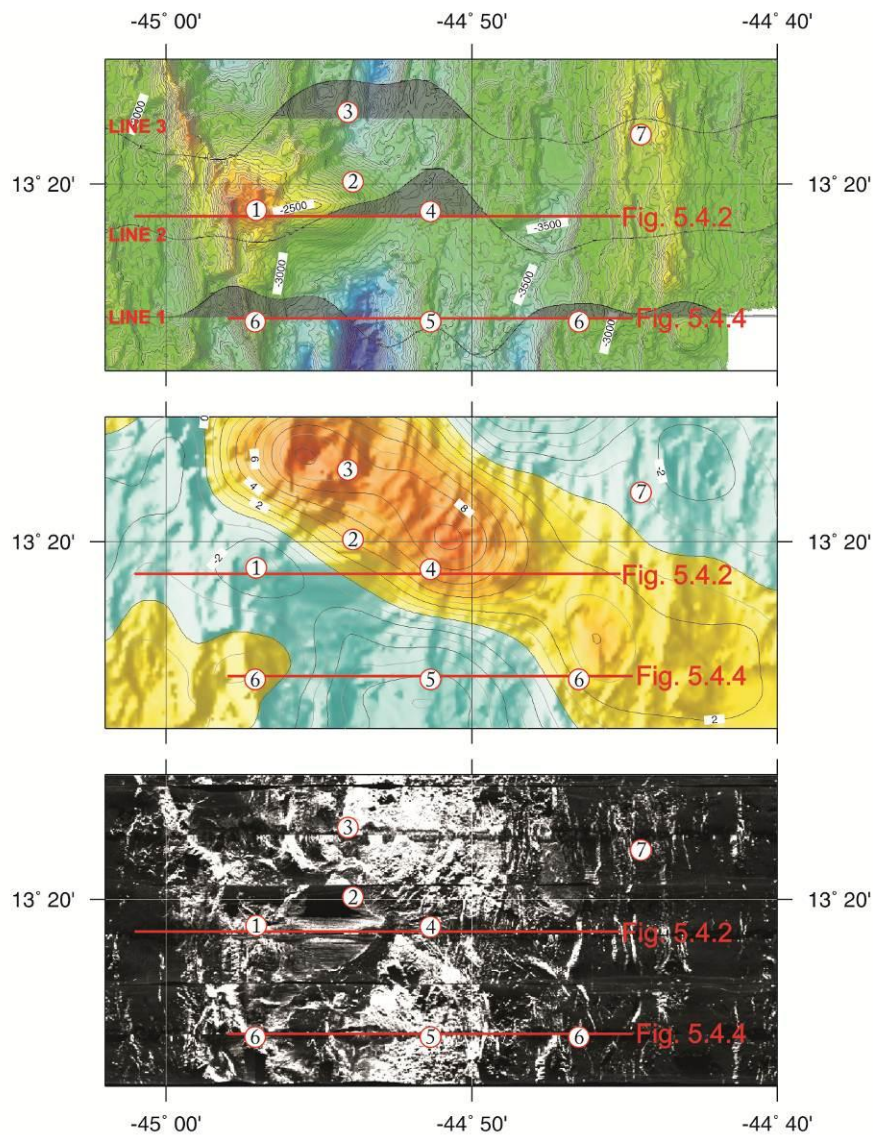 -45° 00' -44° 50' -44° 40'
-3000
3
LINE 3
7
13° 20' 2 13° 20'
1 -2500 4 Fig. 5.4.2
-3500
LINE 2
-3000
-3500
LINE 1
6 5 6 Fig. 5.4.4
-3000
0
6 3 -2
4 7
2 8
13° 20' 2 13° 20'
-2 1 4 Fig. 5.4.2
0
6 5 6 Fig. 5.4.4
2
3
7
13° 20' 2 13° 20'
1 4 Fig. 5.4.2
6 5 6 Fig. 5.4.4
-45° 00' -44° 50' -44° 40'